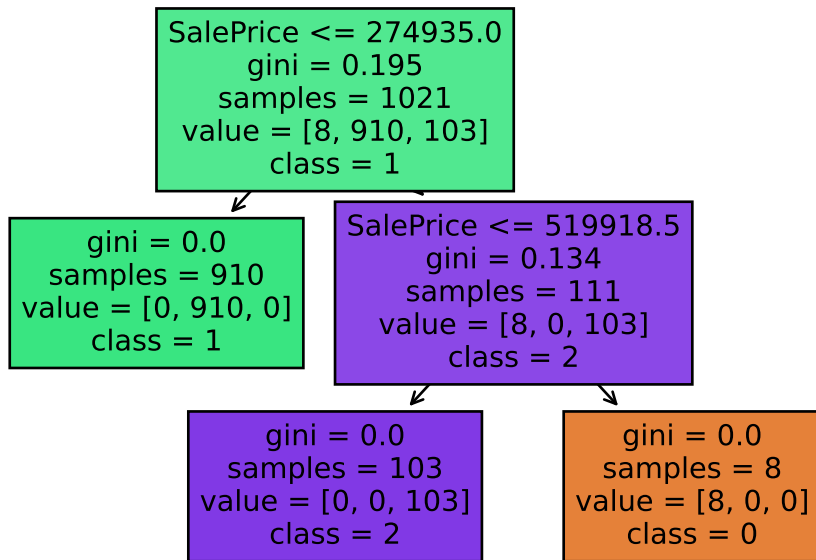 SalePrice <= 274935.0
gini = 0.195
samples = 1021
value = [8, 910, 103]
class = 1
gini = 0.0
samples = 910
value = [0, 910, 0]
class = 1
SalePrice <= 519918.5
gini = 0.134
samples = 111
value = [8, 0, 103]
class = 2
gini = 0.0
samples = 103
value = [0, 0, 103]
class = 2
gini = 0.0
samples = 8
value = [8, 0, 0]
class = 0